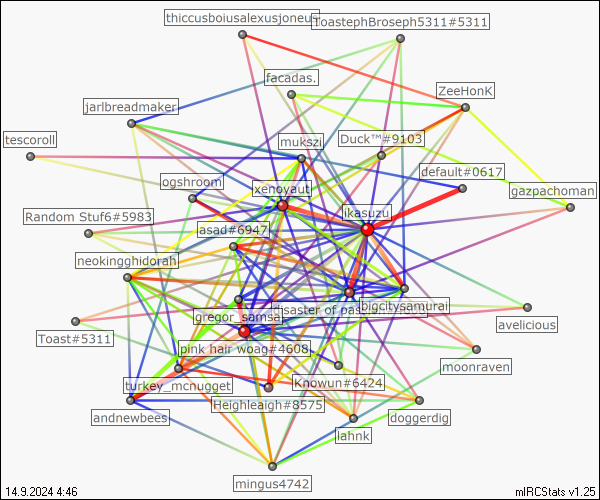 thiccusboiusalexusjoneus
ToastephBroseph5311#5311
facadas.
ZeeHonK
jarlbreadmaker
tescoroll
mukszi
Duck™#9103
default#0617
ogshroom
xenoyaut
gazpachoman
Random Stuf6#5983
likasuzu
asad#6947
neokingghidorah
bigcitysamurai
disaster of
gregor_samsa
avelicious
Toast#5311
pink hair woag#4608
moonraven
turkey_mcnugget
Knowun#6424
Heighleaigh#8575
andnewbees
doggerdig
lahnk
mingus4742
14.9.2024 4:46
mIRCStats v1.25